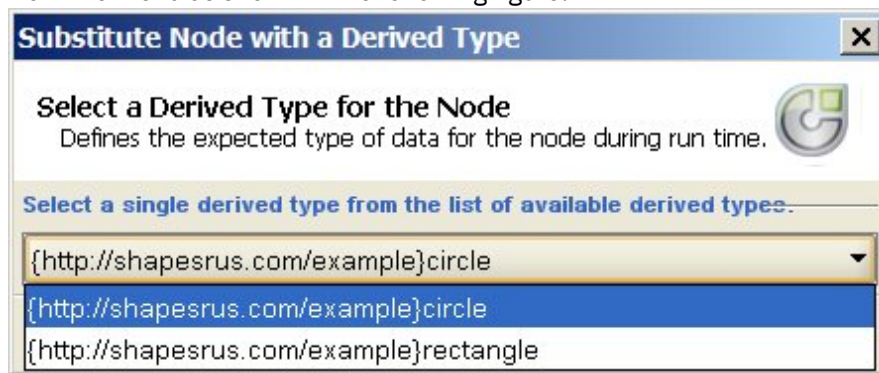 Substitute Node with a Derived Type
Select a Derived Type for the Node
Defines the expected type of data for the node during run time.
Select a single derived type from the list of available derived types.
{http://shapesrus.com/example}circle
{http://shapesrus.com/example}circle
{http://shapesrus.com/example}rectangle